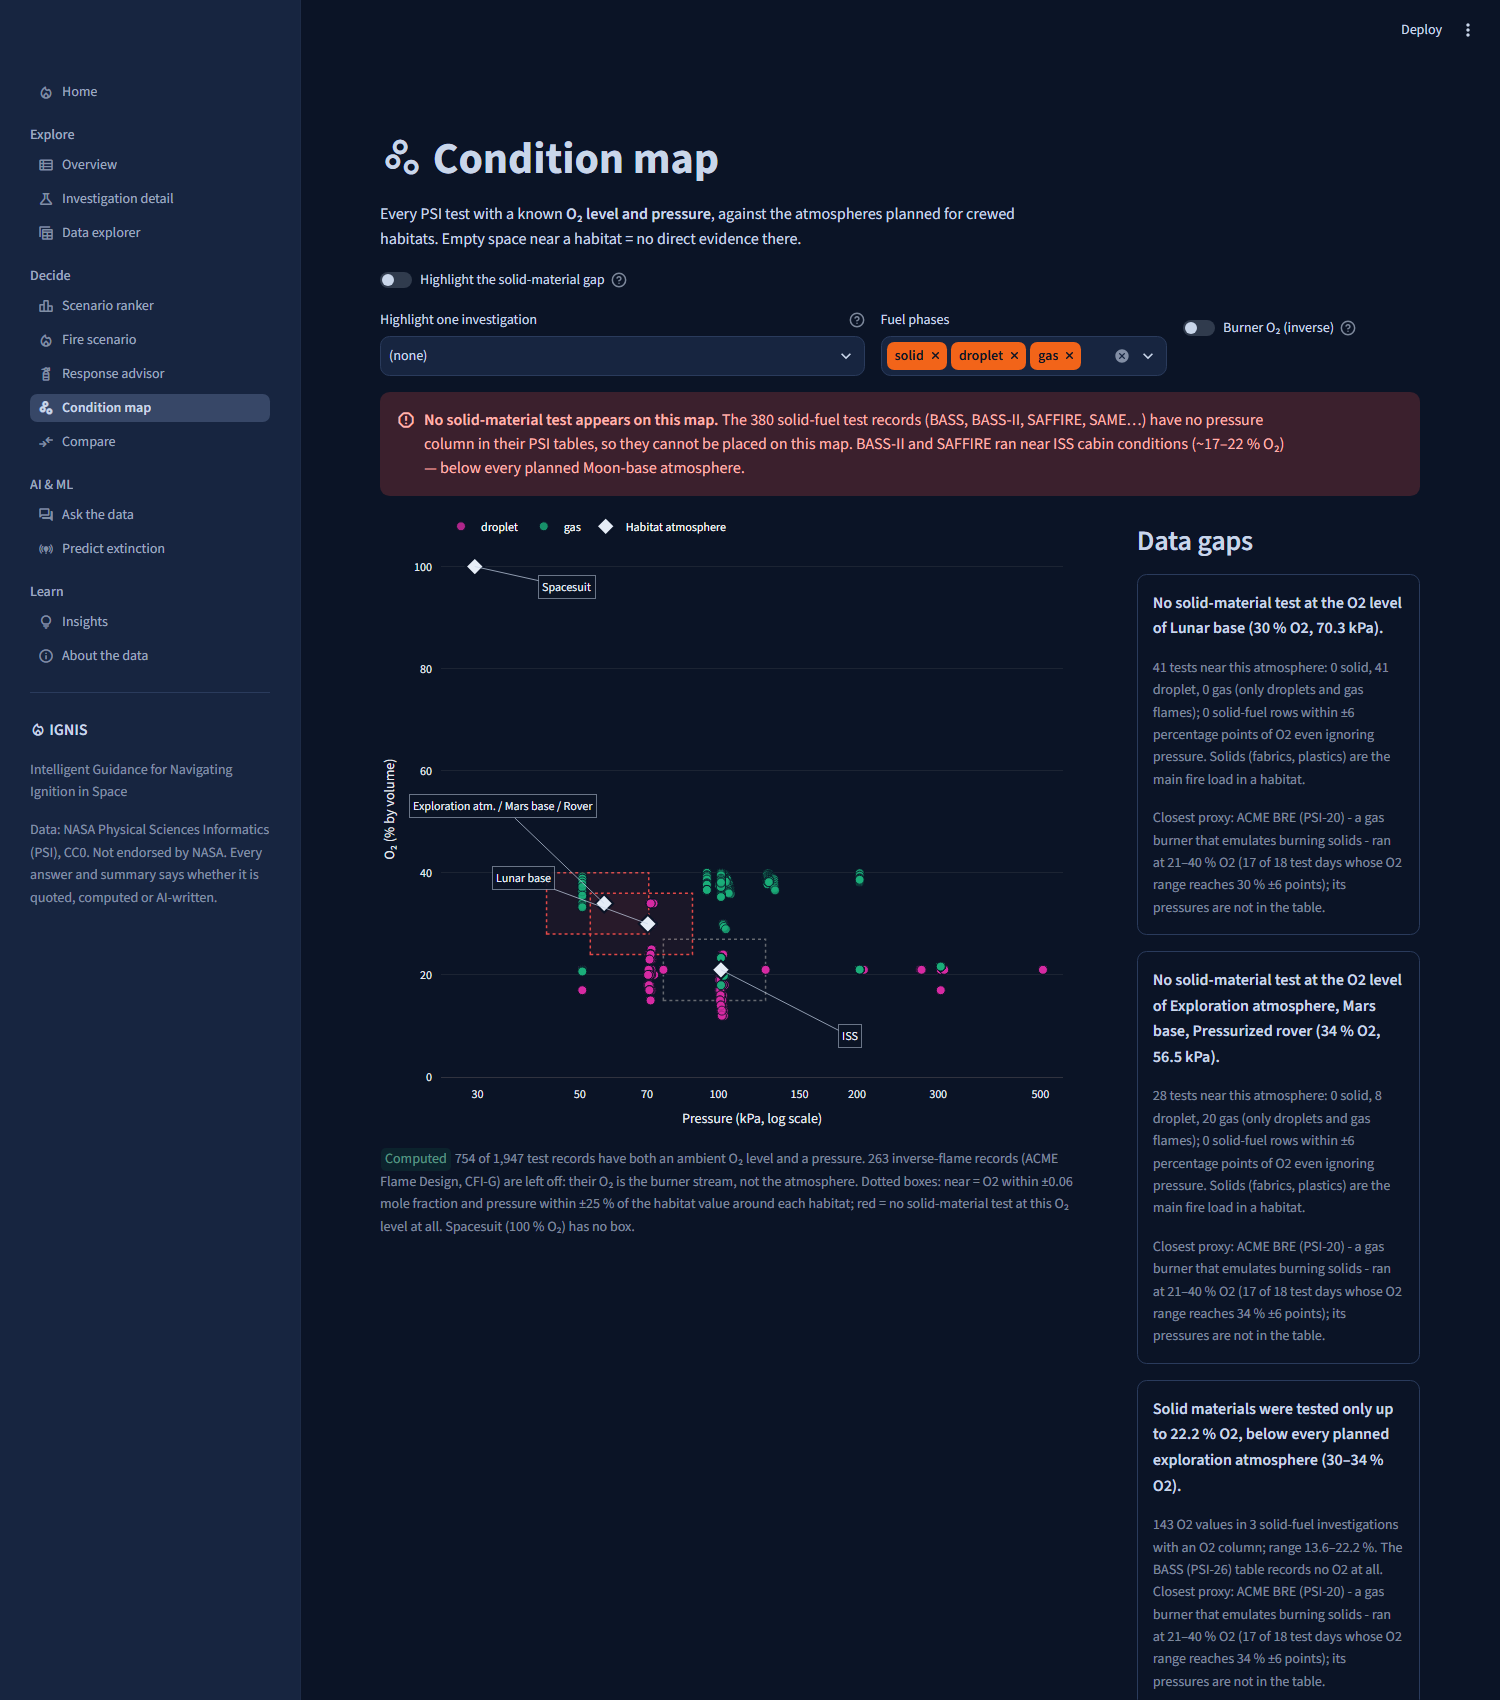 Deploy
Home
Explore
Overview
Investigation detail
Data explorer
Decide
Scenario ranker
Fire scenario
Response advisor
Condition map
Compare
AI & ML
Ask the data
Predict extinction
Learn
Insights
About the data
IGNIS
Intelligent Guidance for Navigating
Ignition in Space
Data: NASA Physical Sciences Informatics
(PSI), CC0. Not endorsed by NASA. Every
answer and summary says whether it is
quoted, computed or AI-written.
Condition map
Every PSI test with a known O₂ level and pressure, against the atmospheres planned for crewed
habitats. Empty space near a habitat = no direct evidence there.
Highlight the solid-material gap
Highlight one investigation
(none)
Fuel phases
solid
droplet
gas
Burner O₂ (inverse)
No solid-material test appears on this map. The 380 solid-fuel test records (BASS, BASS-II, SAFFIRE, SAME…) have no pressure
column in their PSI tables, so they cannot be placed on this map. BASS-II and SAFFIRE ran near ISS cabin conditions (~17–22 % O₂)
— below every planned Moon-base atmosphere.
droplet
gas
Habitat atmosphere
100
80
60
40
20
0
O₂ (% by volume)
Spacesuit
Exploration atm. / Mars base / Rover
Lunar base
ISS
30
50
70
100
150
200
300
500
Pressure (kPa, log scale)
Computed 754 of 1,947 test records have both an ambient O₂ level and a pressure. 263 inverse-flame records (ACME
Flame Design, CFI-G) are left off: their O₂ is the burner stream, not the atmosphere. Dotted boxes: near = O2 within ±0.06
mole fraction and pressure within ±25 % of the habitat value around each habitat; red = no solid-material test at this O₂
level at all. Spacesuit (100 % O₂) has no box.
Data gaps
No solid-material test at the O2 level
of Lunar base (30 % O2, 70.3 kPa).
41 tests near this atmosphere: 0 solid, 41
droplet, 0 gas (only droplets and gas
flames); 0 solid-fuel rows within ±6
percentage points of O2 even ignoring
pressure. Solids (fabrics, plastics) are the
main fire load in a habitat.
Closest proxy: ACME BRE (PSI-20) - a gas
burner that emulates burning solids - ran
at 21–40 % O2 (17 of 18 test days whose O2
range reaches 30 % ±6 points); its
pressures are not in the table.
No solid-material test at the O2 level
of Exploration atmosphere, Mars
base, Pressurized rover (34 % O2,
56.5 kPa).
28 tests near this atmosphere: 0 solid, 8
droplet, 20 gas (only droplets and gas
flames); 0 solid-fuel rows within ±6
percentage points of O2 even ignoring
pressure. Solids (fabrics, plastics) are the
main fire load in a habitat.
Closest proxy: ACME BRE (PSI-20) - a gas
burner that emulates burning solids - ran
at 21–40 % O2 (17 of 18 test days whose O2
range reaches 34 % ±6 points); its
pressures are not in the table.
Solid materials were tested only up
to 22.2 % O2, below every planned
exploration atmosphere (30–34 %
O2).
143 O2 values in 3 solid-fuel investigations
with an O2 column; range 13.6–22.2 %. The
BASS (PSI-26) table records no O2 at all.
Closest proxy: ACME BRE (PSI-20) - a gas
burner that emulates burning solids - ran
at 21–40 % O2 (17 of 18 test days whose O2
range reaches 34 % ±6 points); its
pressures are not in the table.